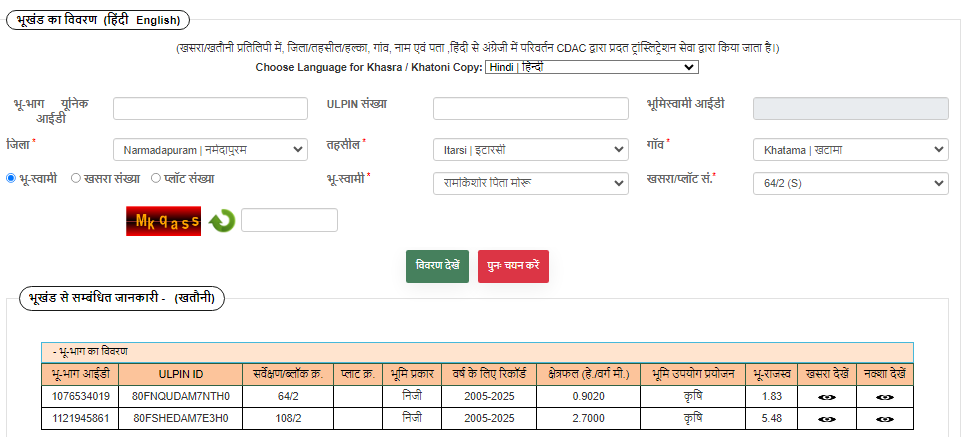 भूखंड का विवरण (हिंदी English)
(खसरा/खतौनी प्रतिलिपी में, जिला/तहसील/हल्का, गांव, नाम एवं पता ,हिंदी से अंग्रेजी में परिवर्तन CDAC द्वारा प्रदत ट्रांस्लिट्रेशन सेवा द्वारा किया जाता है।)
Choose Language for Khasra / Khatoni Copy: Hindi | हिन्दी
भू-भाग यूनिक आईडी ULPIN संख्या भूमिस्वामी आईडी
जिला * Narmadapuram | नर्मदापुरम तहसील * Itarsi | इटारसी गाँव * Khatama | खटामा
भू-स्वामी खसरा संख्या प्लॉट संख्या भू-स्वामी * रामकिशोर पिता मोरू खसरा/प्लॉट सं.* 64/2 (S)
Mkqass
विवरण देखें पुनः चयन करें
भूखंड से सम्बंधित जानकारी - (खतौनी)
- भू-भाग का विवरण
भू-भाग आईडी ULPIN ID सर्वेक्षण/ब्लॉक क्र. प्लाट क्र. भूमि प्रकार वर्ष के लिए रिकॉर्ड क्षेत्रफल (हे./वर्ग मी.) भूमि उपयोग प्रयोजन भू-राजस्व खसरा देखें नक्शा देखें
1076534019 80FNQUDAM7NTH0 64/2 निजी 2005-2025 0.9020 कृषि 1.83
1121945861 80FSHEDAM7E3H0 108/2 निजी 2005-2025 2.7000 कृषि 5.48